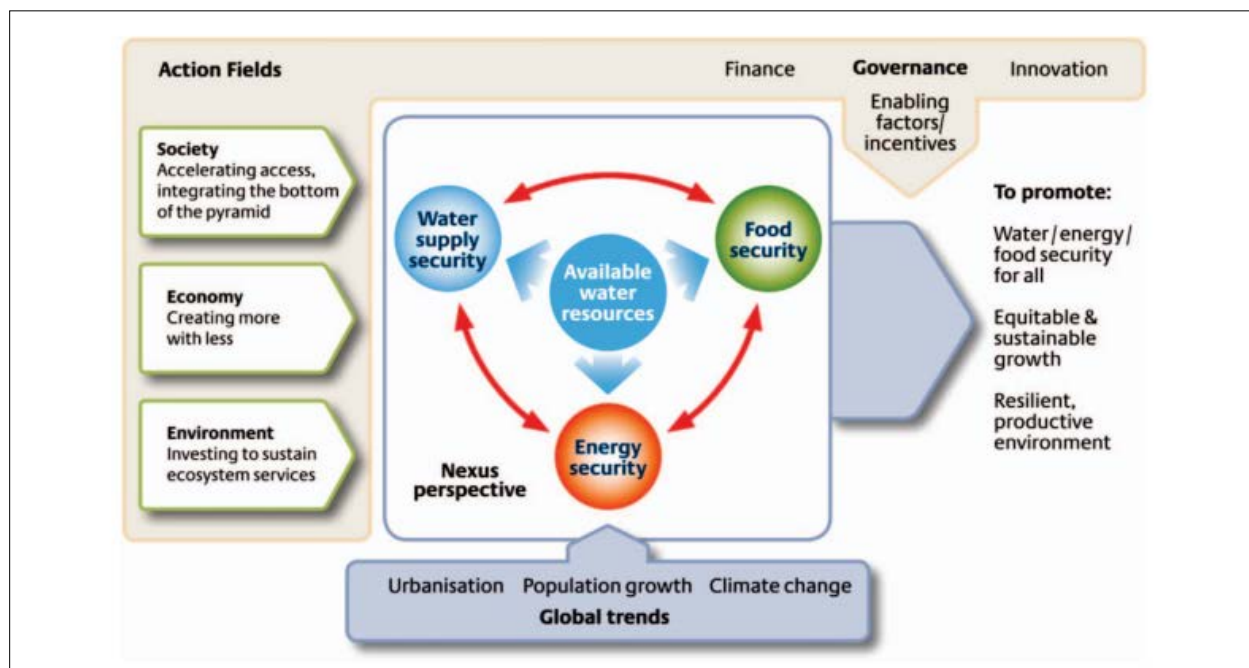 Action Fields
Finance
Governance
Innovation
Enabling
factors/
incentives
Society
Accelerating access,
integrating the bottom
of the pyramid
Economy
Creating more
with less
Environment
Investing to sustain
ecosystem services
Water
supply
security
Food
security
Available
water
resources
Energy
security
Nexus
perspective
To promote:
Water/energy/
food security
for all
Equitable &
sustainable
growth
Resilient,
productive
environment
Urbanisation
Population growth
Climate change
Global trends